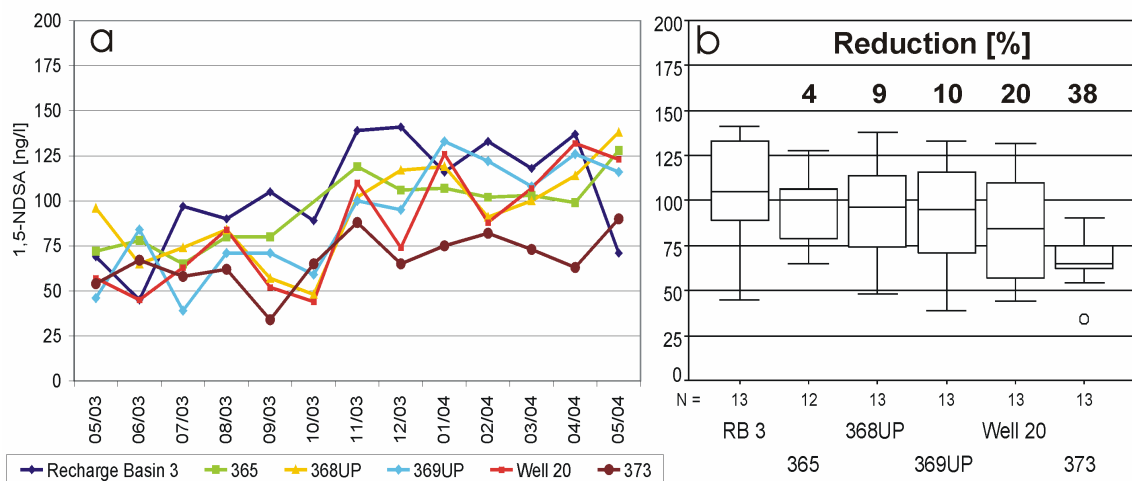 a
1,5-NDSA [ng/l]
200
175
150
125
100
75
50
25
0
05/03
06/03
07/03
08/03
09/03
10/03
11/03
12/03
01/04
02/04
03/04
04/04
05/04
Recharge Basin 3
365
368UP
369UP
Well 20
373
b
Reduction [%]
4 9 10 20 38
200
175
150
125
100
75
50
25
0
N = 13 12 13 13 13 13
RB 3 368UP Well 20
365 369UP 373